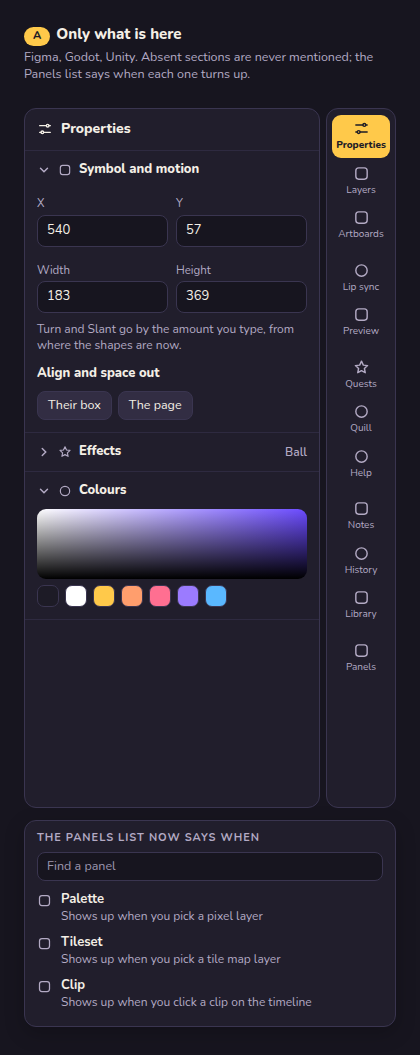 A Only what is here
Figma, Godot, Unity. Absent sections are never mentioned; the
Panels list says when each one turns up.
Properties
Symbol and motion
X Y
540 57
Width Height
183 369
Turn and Slant go by the amount you type, from
where the shapes are now.
Align and space out
Their box The page
Effects Ball
Colours
Properties
Layers
Artboards
Lip sync
Preview
Quests
Quill
Help
Notes
History
Library
Panels
THE PANELS LIST NOW SAYS WHEN
Find a panel
Palette
Shows up when you pick a pixel layer
Tileset
Shows up when you pick a tile map layer
Clip
Shows up when you click a clip on the timeline